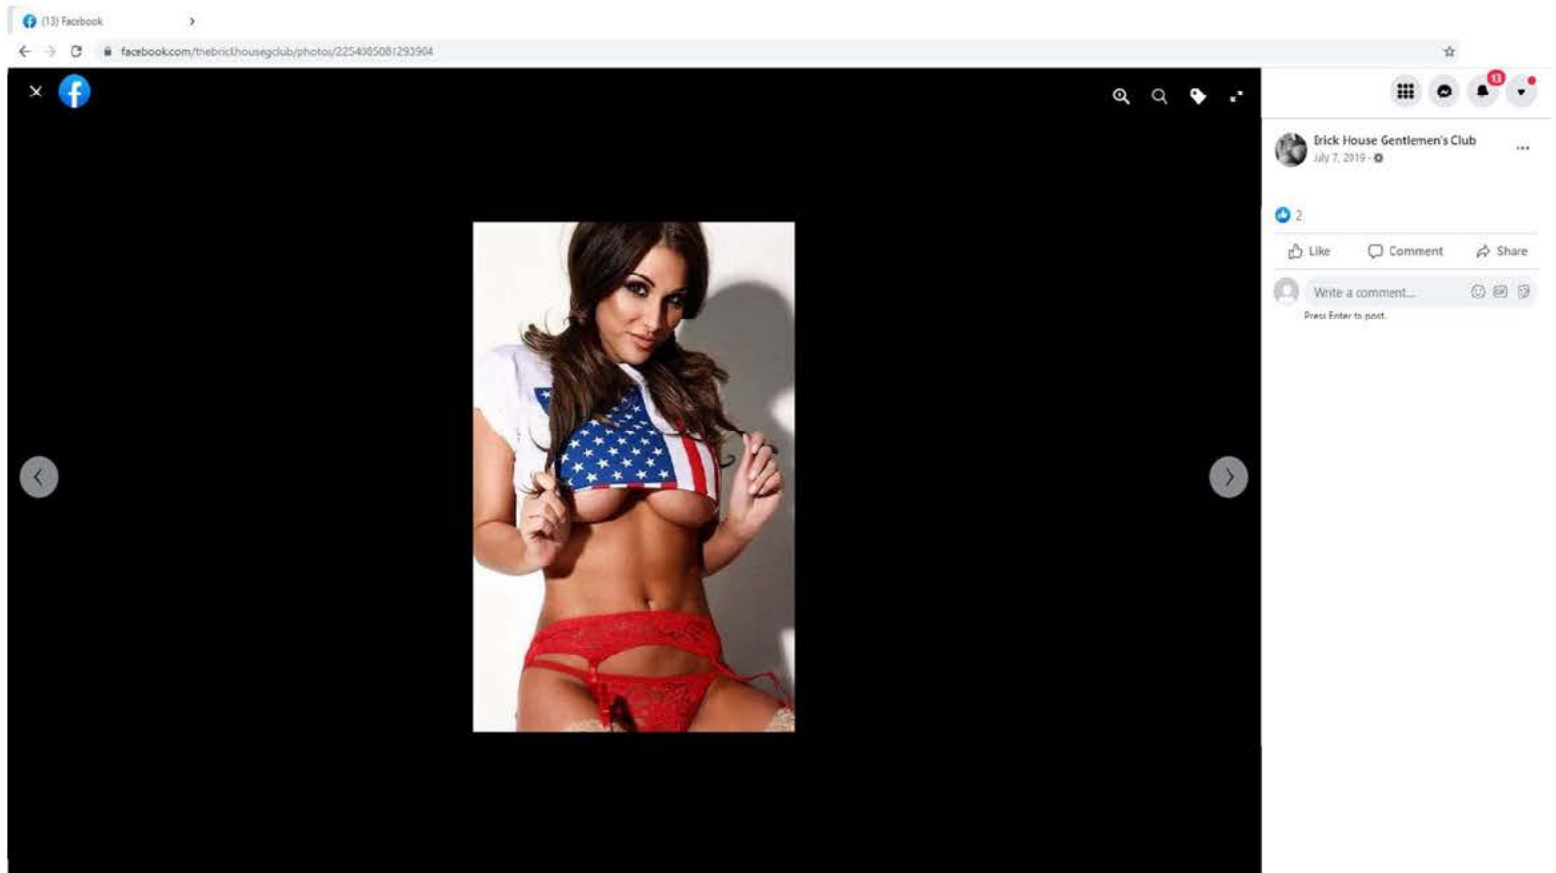 (13) Facebook
facebook.com/thebrickhousegclub/photos/2254085081293904
13
Brick House Gentlemen's Club
July 7, 2019
2
Like Comment Share
Write a comment...
GIF
Press Enter to post.